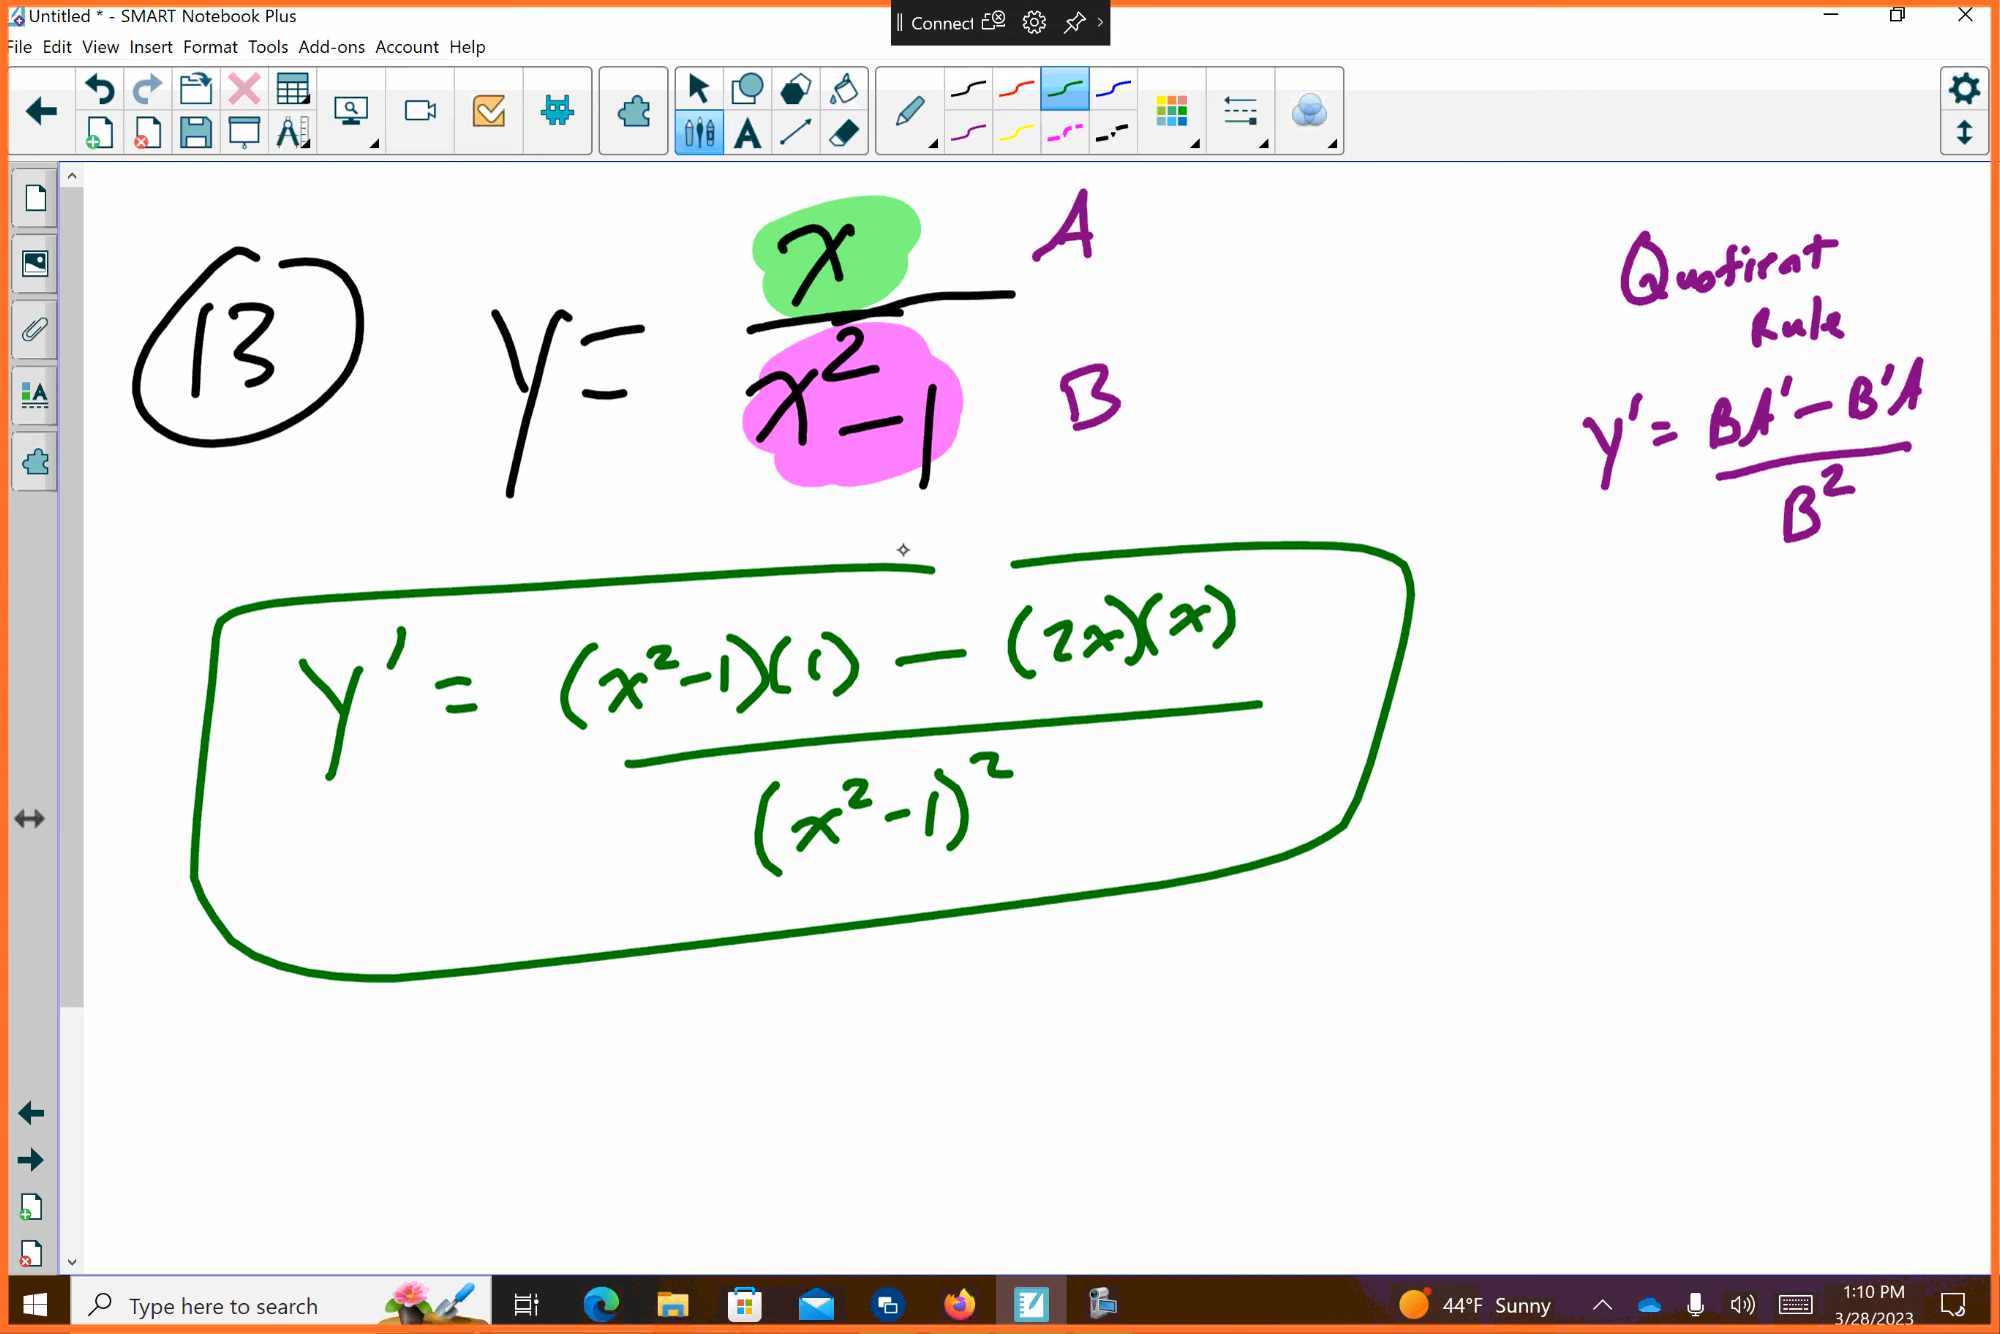 Untitled * - SMART Notebook Plus
Connect
File Edit View Insert Format Tools Add-ons Account Help
13
y = x / x² - 1
A
B
Quotient
Rule
y' = BA' - B'A / B²
y' = (x² - 1)(1) - (2x)(x) / (x² - 1)²
Type here to search
44°F Sunny
1:10 PM
3/28/2023